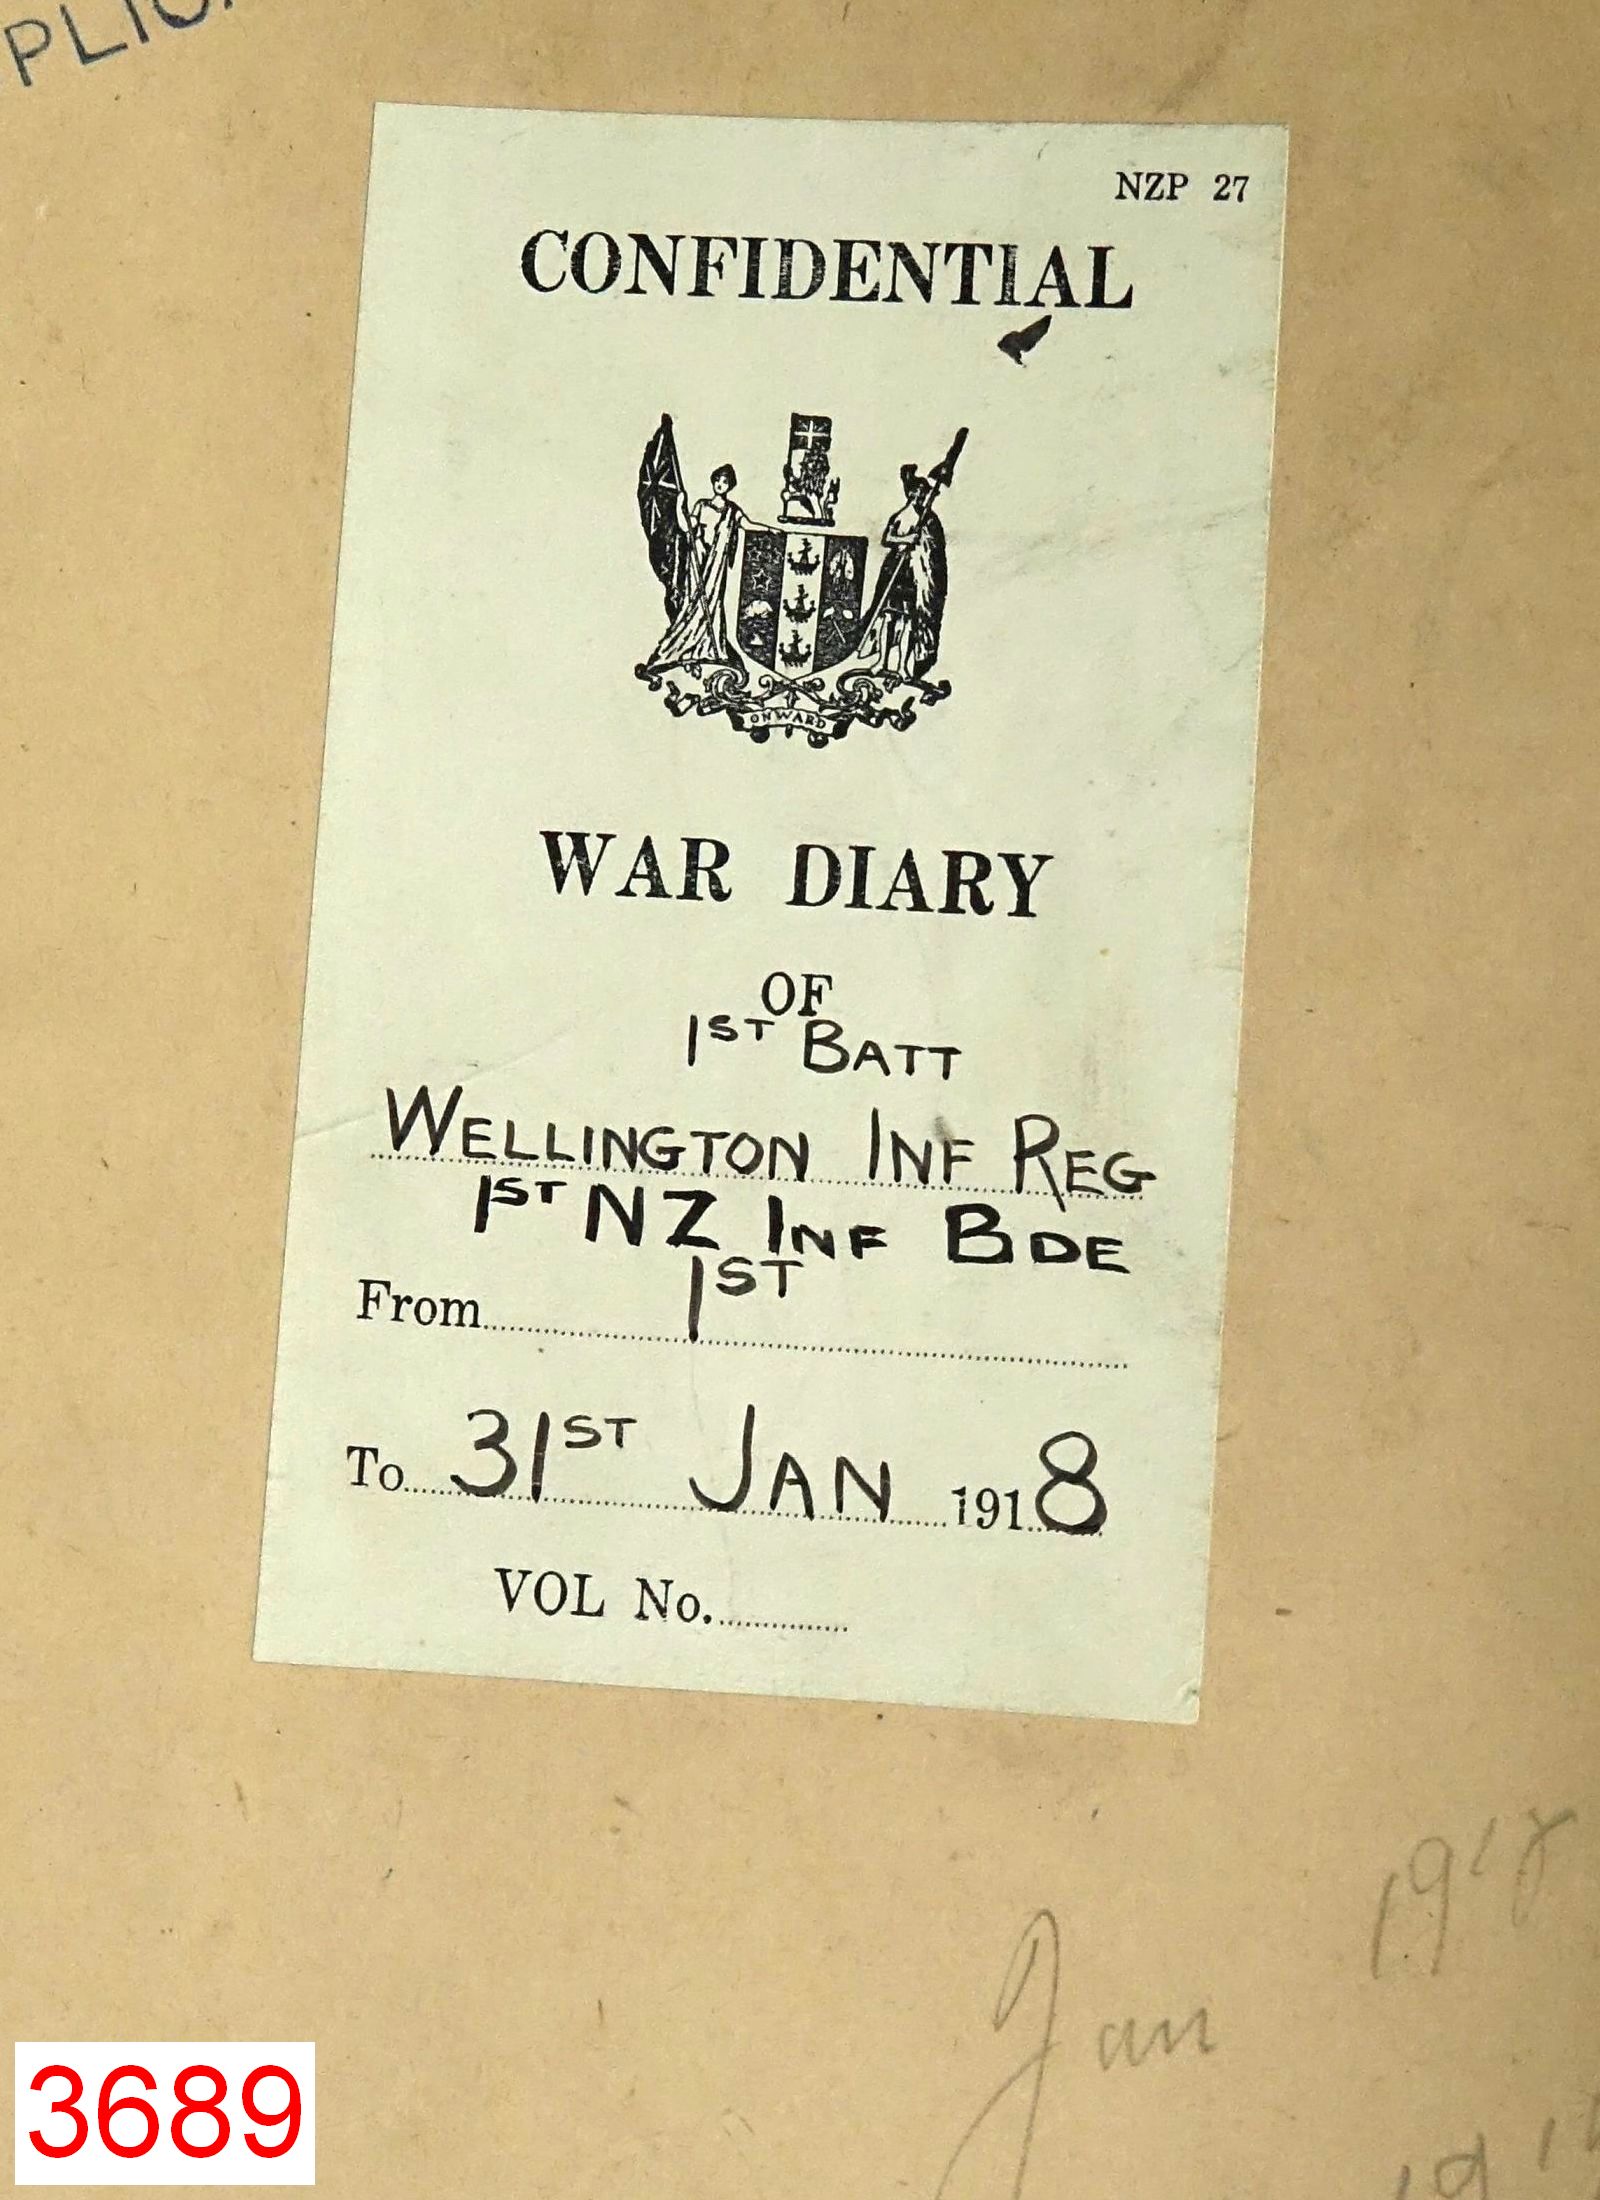 PLIC
NZP 27
CONFIDENTIAL
ONWARD
WAR DIARY
OF
1ST BATT
WELLINGTON INF REG
1ST NZ INF BDE
From 1ST
To 31ST JAN 1918
VOL No.
1918
Jan
3689